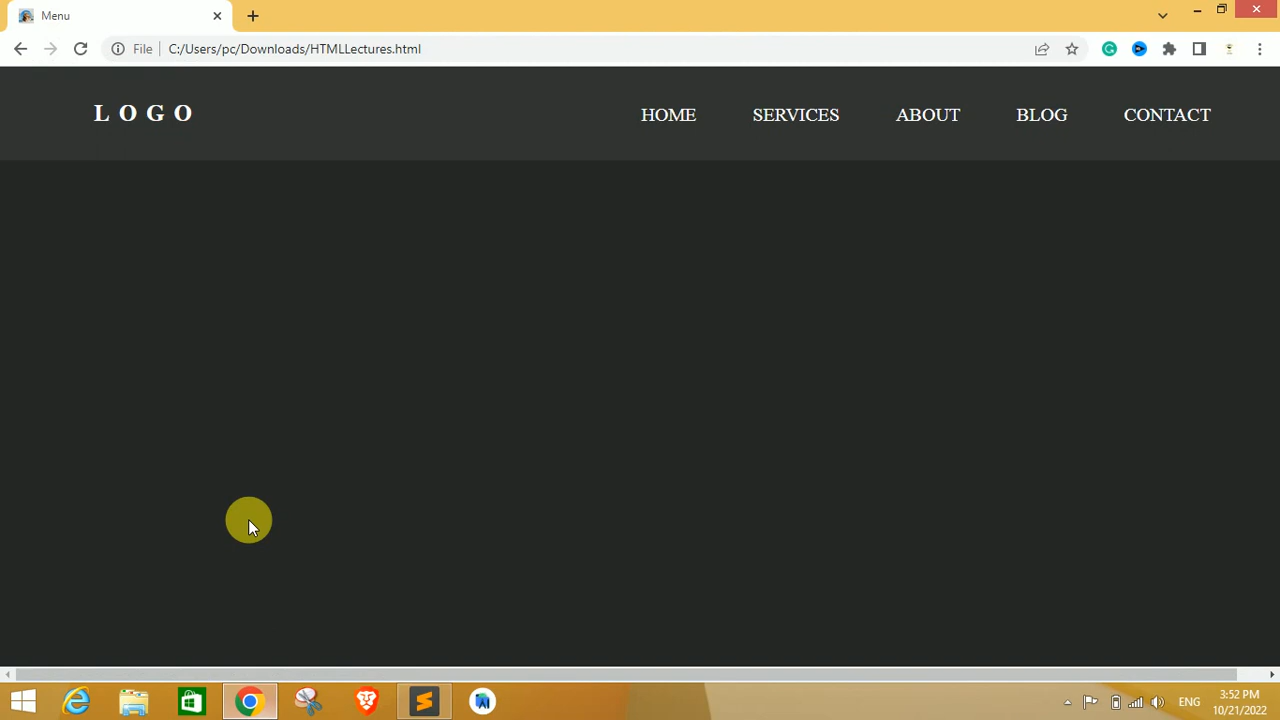 Menu
File
C:/Users/pc/Downloads/HTMLLectures.html
LOGO
HOME SERVICES ABOUT BLOG CONTACT
AI
ENG
3:52 PM
10/21/2022